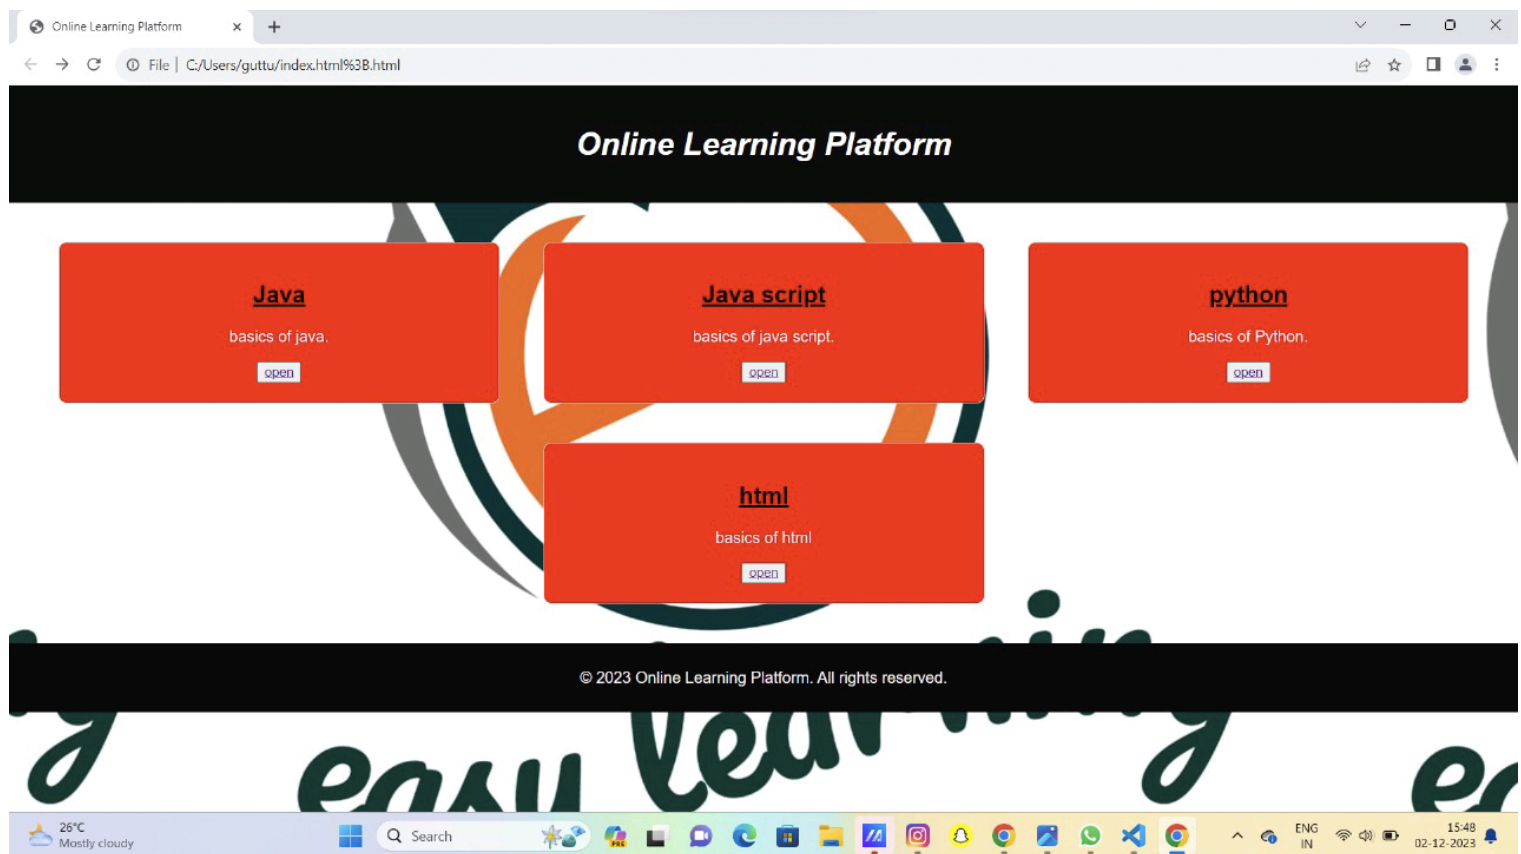 Online Learning Platform
File | C:/Users/guttu/index.html%3B.html
Online Learning Platform
Java
basics of java.
open
Java script
basics of java script.
open
python
basics of Python.
open
html
basics of html
open
© 2023 Online Learning Platform. All rights reserved.
easy learning
26°C
Mostly cloudy
Search
PRE
ENG
IN
15:48
02-12-2023